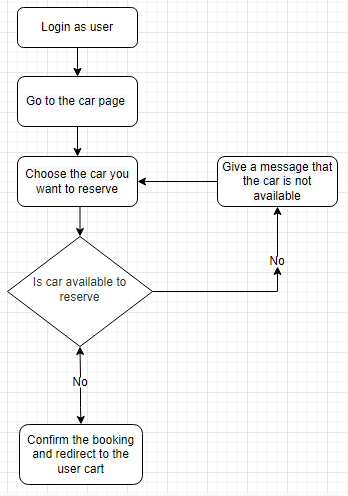 Login as user
Go to the car page
Choose the car you
want to reserve
Give a message that
the car is not
available
Is car available to
reserve
No
No
Confirm the booking
and redirect to the
user cart